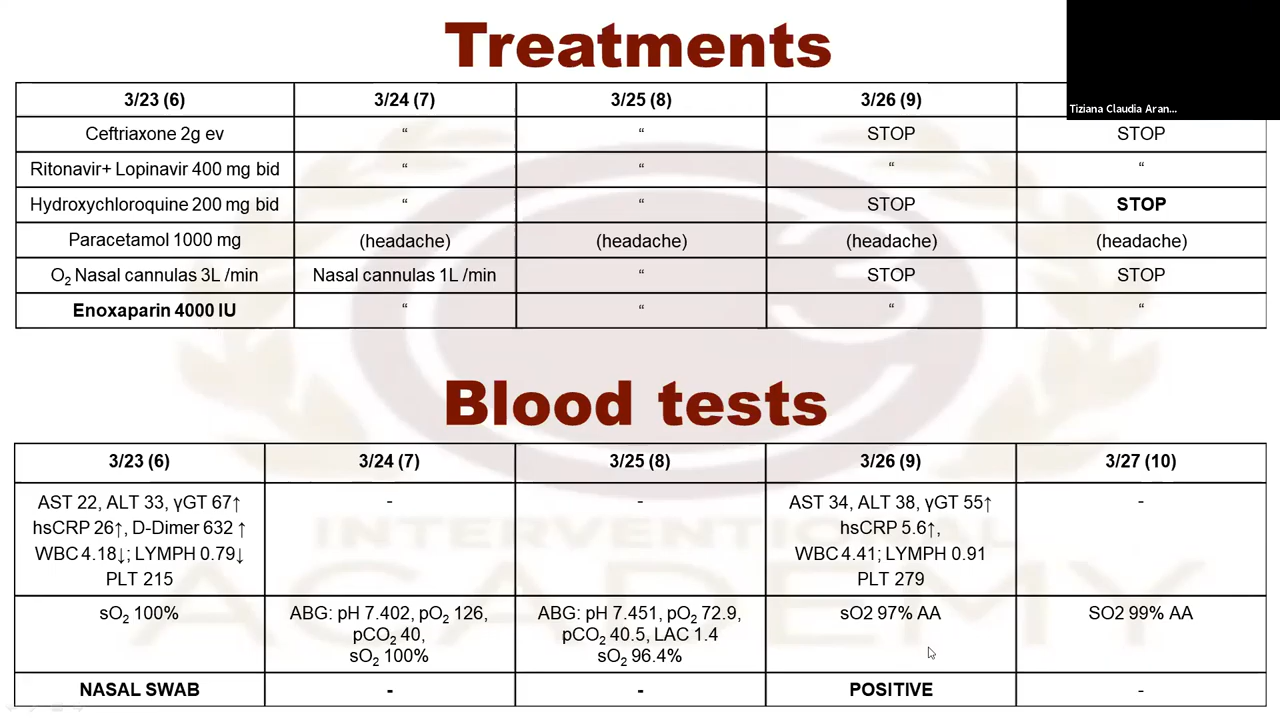 Treatments
Tiziana Claudia Aran...
3/23 (6) 3/24 (7) 3/25 (8) 3/26 (9)
Ceftriaxone 2g ev “ “ STOP STOP
Ritonavir+ Lopinavir 400 mg bid “ “ “ “
Hydroxychloroquine 200 mg bid “ “ STOP STOP
Paracetamol 1000 mg (headache) (headache) (headache) (headache)
O₂ Nasal cannulas 3L /min Nasal cannulas 1L /min “ STOP STOP
Enoxaparin 4000 IU “ “ “ “
Blood tests
3/23 (6) 3/24 (7) 3/25 (8) 3/26 (9) 3/27 (10)
AST 22, ALT 33, γGT 67↑ - - AST 34, ALT 38, γGT 55↑ -
hsCRP 26↑, D-Dimer 632 ↑ hsCRP 5.6↑,
WBC 4.18↓; LYMPH 0.79↓ WBC 4.41; LYMPH 0.91
PLT 215 PLT 279
sO₂ 100% ABG: pH 7.402, pO₂ 126, ABG: pH 7.451, pO₂ 72.9, sO2 97% AA SO2 99% AA
pCO₂ 40, pCO₂ 40.5, LAC 1.4
sO₂ 100% sO₂ 96.4%
NASAL SWAB - - POSITIVE -
INTERVENTIONAL
ACADEMY